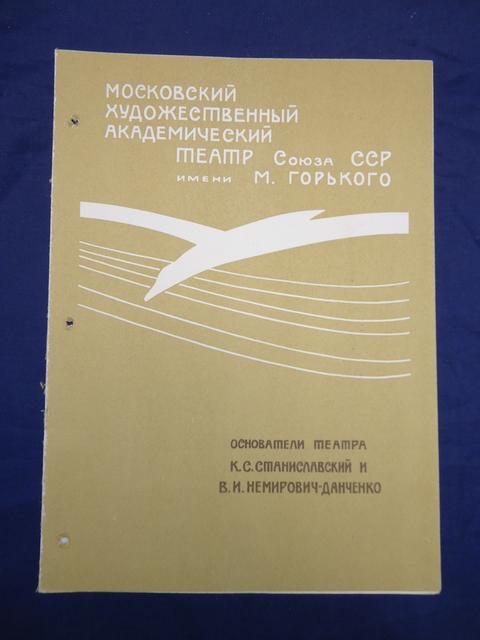 МОСКОВСКИЙ
ХУДОЖЕСТВЕННЫЙ
АКАДЕМИЧЕСКИЙ
ТЕАТР СОЮЗА ССР
ИМЕНИ М. ГОРЬКОГО
ОСНОВАТЕЛИ ТЕАТРА
К.С.СТАНИСЛАВСКИЙ И
В.И.НЕМИРОВИЧ-ДАНЧЕНКО